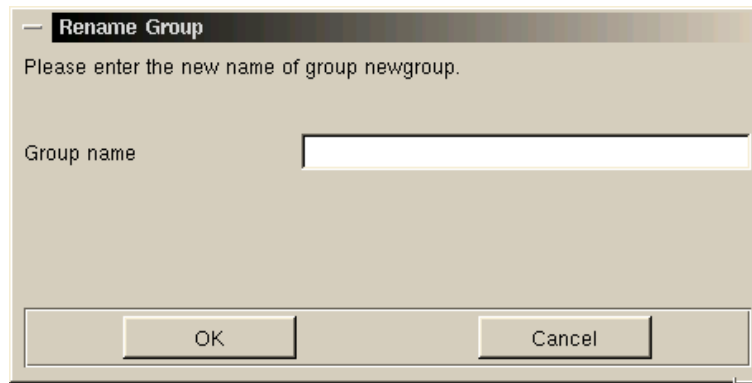 Rename Group
Please enter the new name of group newgroup.
Group name
OK
Cancel